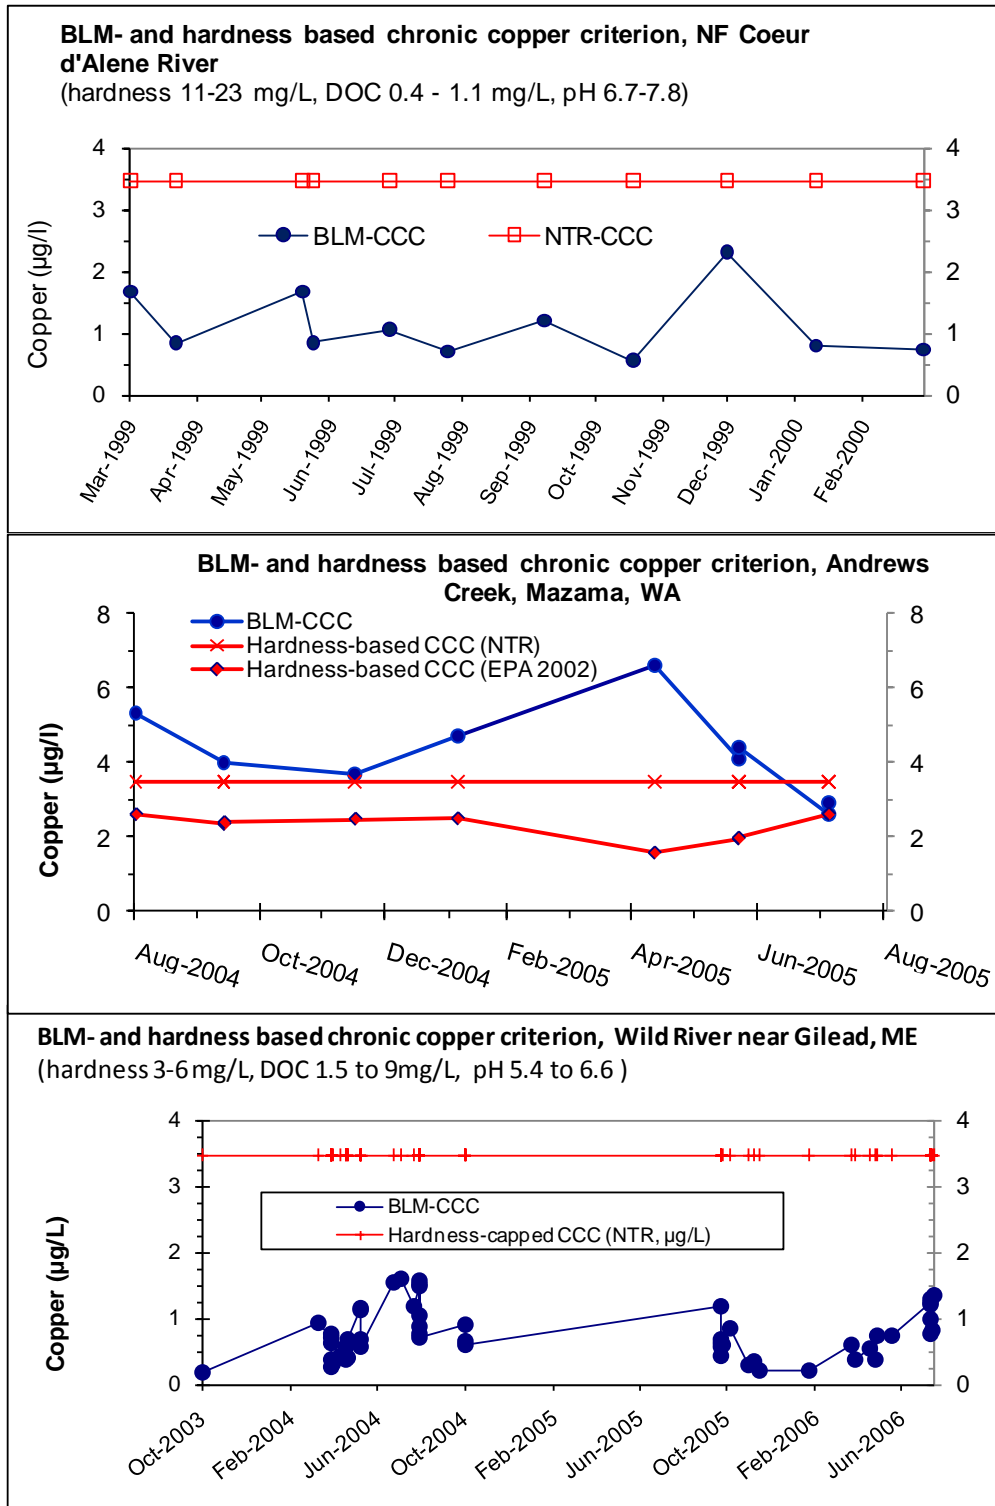 BLM- and hardness based chronic copper criterion, NF Coeur
d'Alene River
(hardness 11-23 mg/L, DOC 0.4 - 1.1 mg/L, pH 6.7-7.8)
4
3
2
1
0
Copper (µg/l)
4
3
2
1
0
BLM-CCC
NTR-CCC
Mar-1999
Apr-1999
May-1999
Jun-1999
Jul-1999
Aug-1999
Sep-1999
Oct-1999
Nov-1999
Dec-1999
Jan-2000
Feb-2000
BLM- and hardness based chronic copper criterion, Andrews
Creek, Mazama, WA
BLM-CCC
Hardness-based CCC (NTR)
Hardness-based CCC (EPA 2002)
8
6
4
2
0
Copper (µg/l)
8
6
4
2
0
Aug-2004
Oct-2004
Dec-2004
Feb-2005
Apr-2005
Jun-2005
Aug-2005
BLM- and hardness based chronic copper criterion, Wild River near Gilead, ME
(hardness 3-6 mg/L, DOC 1.5 to 9mg/L, pH 5.4 to 6.6 )
4
3
2
1
0
Copper (µg/L)
4
3
2
1
0
BLM-CCC
Hardness-capped CCC (NTR, µg/L)
Oct-2003
Feb-2004
Jun-2004
Oct-2004
Feb-2005
Jun-2005
Oct-2005
Feb-2006
Jun-2006